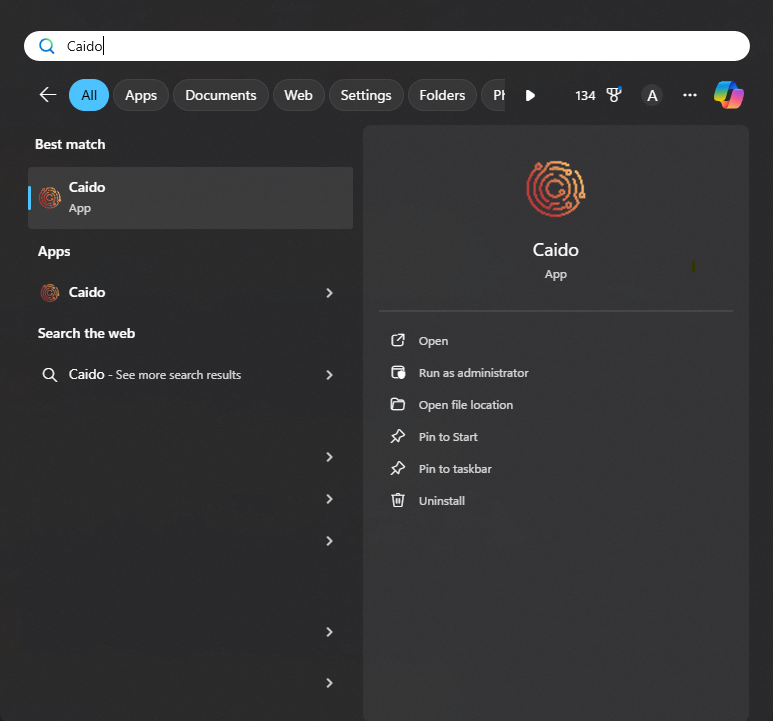 Caido
All
Apps
Documents
Web
Settings
Folders
134
A
Best match
Caido
App
Apps
Caido
Search the web
Caido - See more search results
Caido
App
Open
Run as administrator
Open file location
Pin to Start
Pin to taskbar
Uninstall